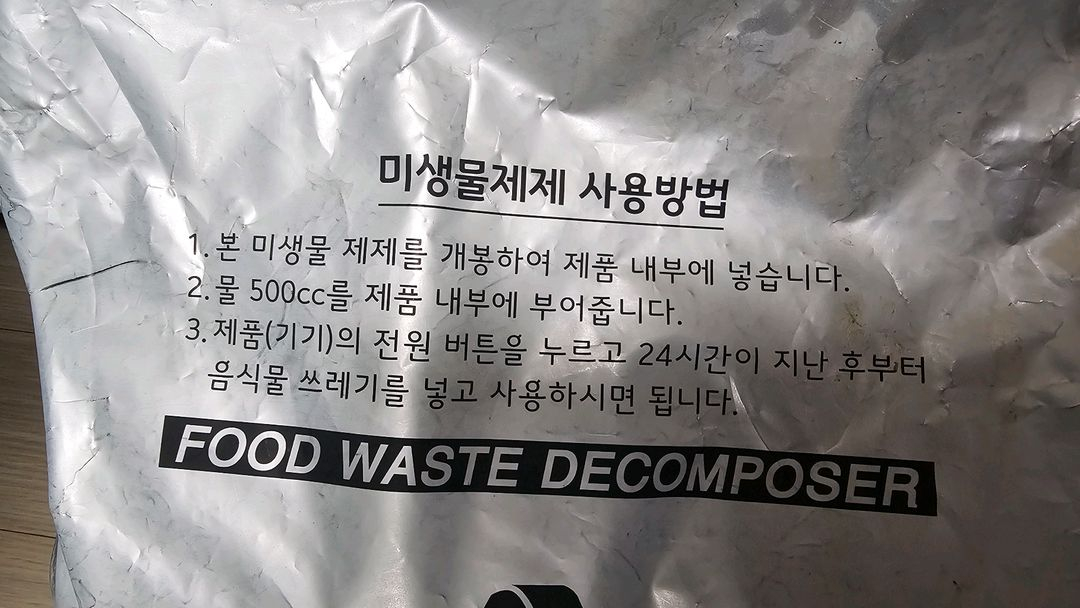 미생물제제 사용방법
1. 본 미생물 제제를 개봉하여 제품 내부에 넣습니다.
2. 물 500cc를 제품 내부에 부어줍니다.
3. 제품(기기)의 전원 버튼을 누르고 24시간이 지난 후부터
음식물 쓰레기를 넣고 사용하시면 됩니다.
FOOD WASTE DECOMPOSER